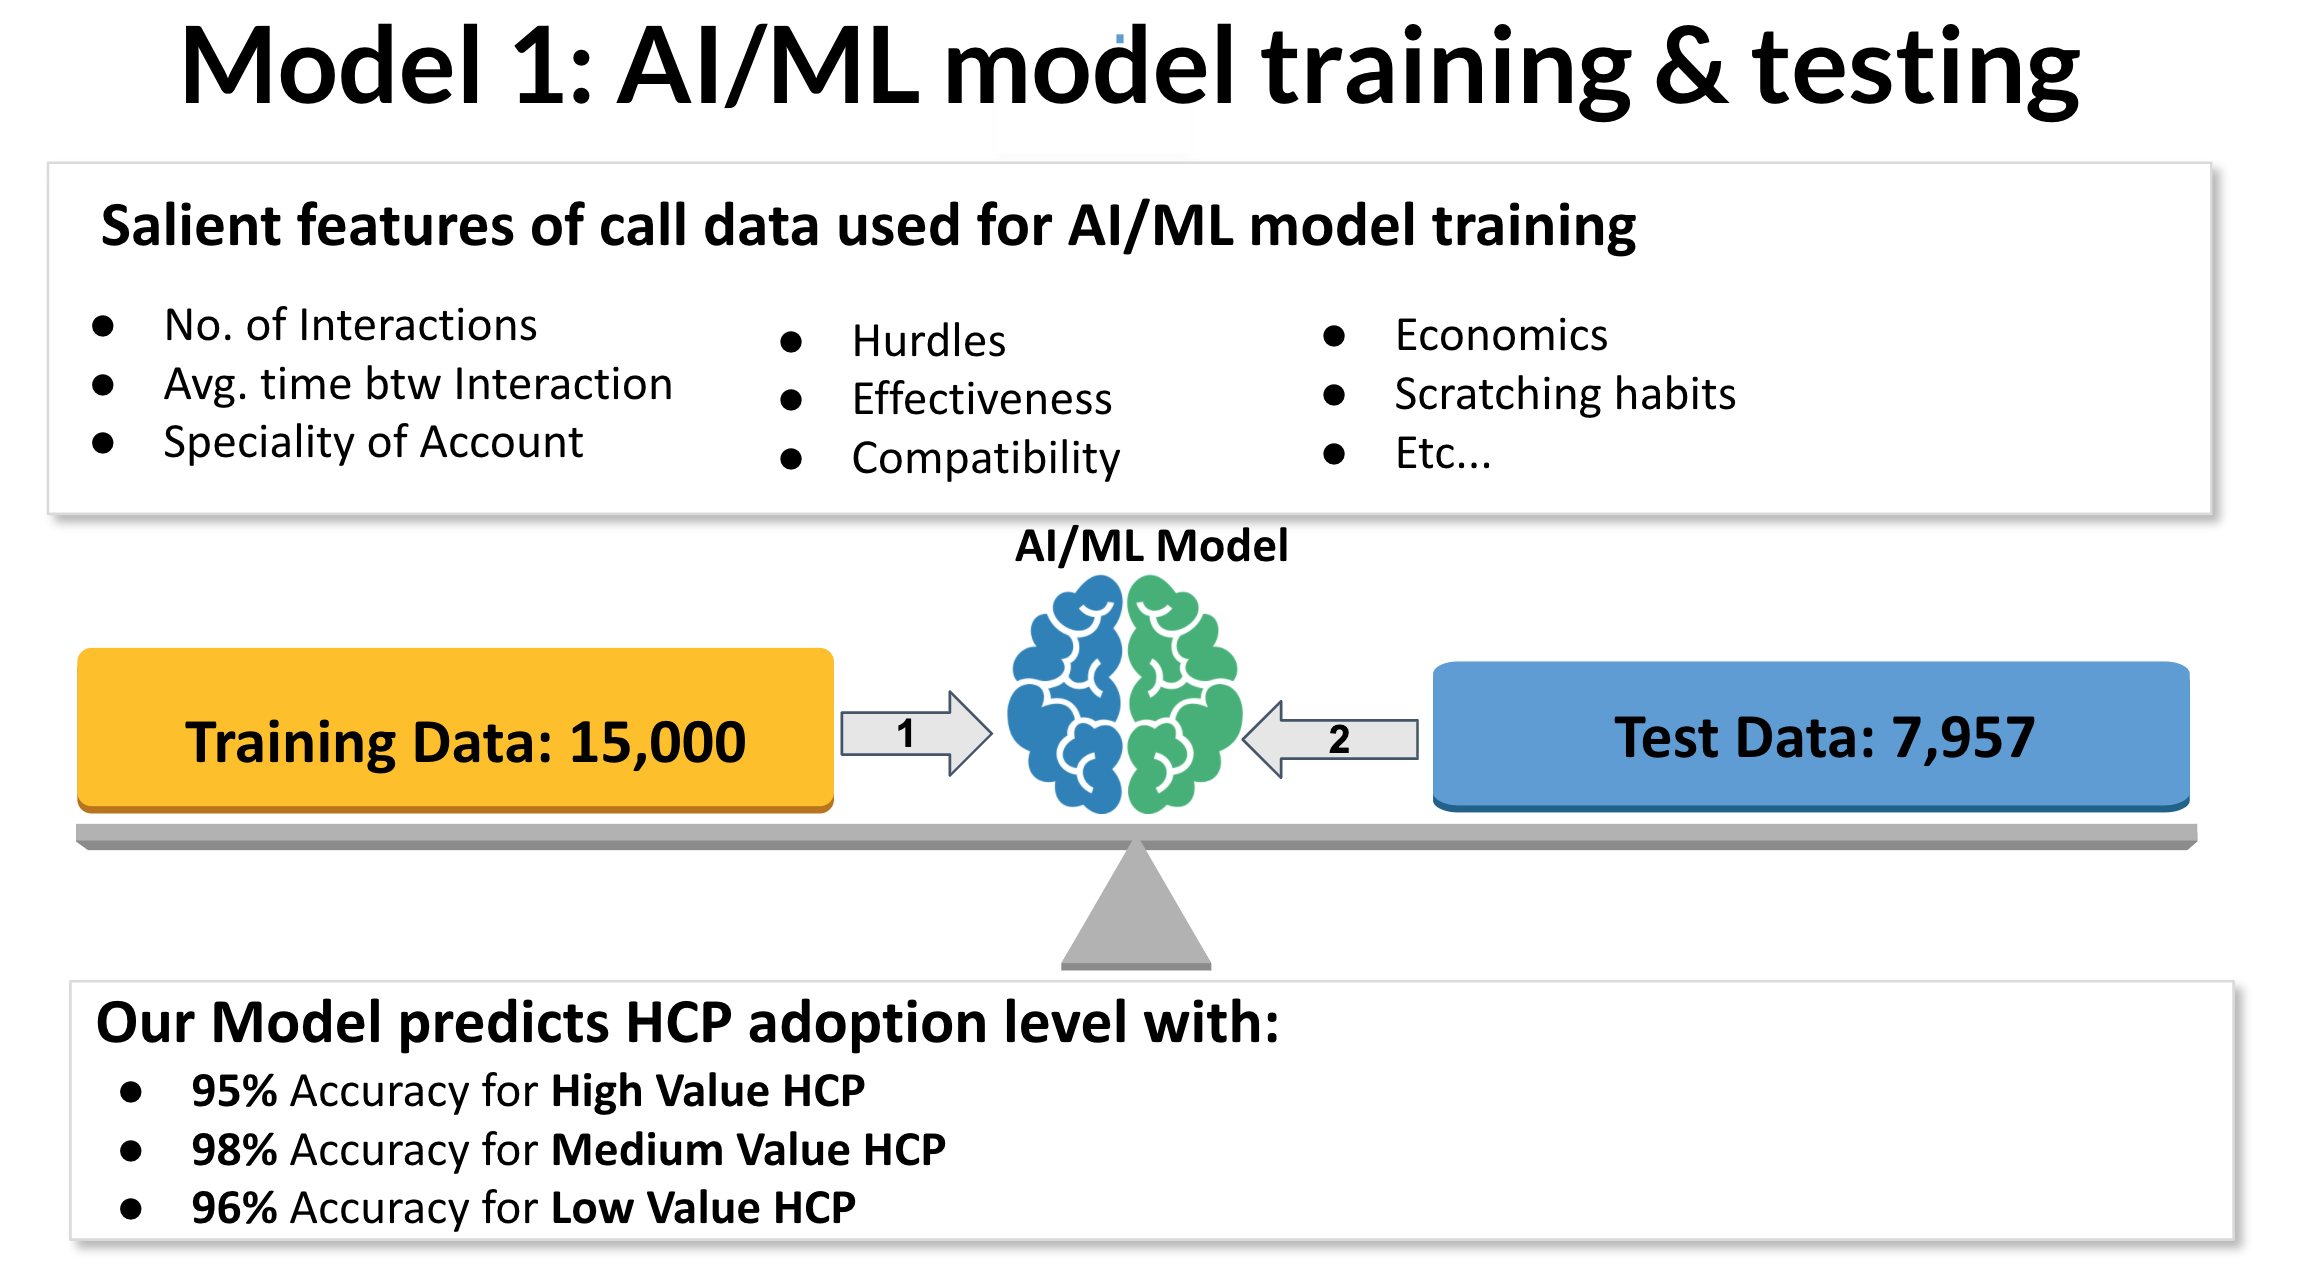 Model 1: AI/ML model training & testing
Salient features of call data used for AI/ML model training
● No. of Interactions
● Avg. time btw Interaction
● Speciality of Account
● Hurdles
● Effectiveness
● Compatibility
● Economics
● Scratching habits
● Etc...
AI/ML Model
Training Data: 15,000
1
2
Test Data: 7,957
Our Model predicts HCP adoption level with:
● 95% Accuracy for High Value HCP
● 98% Accuracy for Medium Value HCP
● 96% Accuracy for Low Value HCP